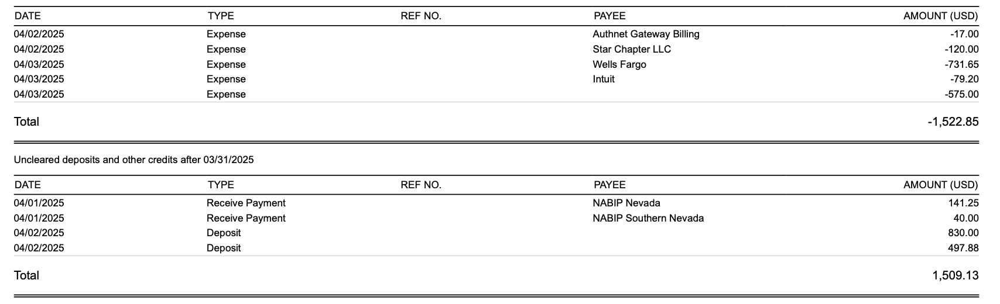 DATE TYPE REF NO. PAYEE AMOUNT (USD)
04/02/2025 Expense Authnet Gateway Billing -17.00
04/02/2025 Expense Star Chapter LLC -120.00
04/03/2025 Expense Wells Fargo -731.65
04/03/2025 Expense Intuit -79.20
04/03/2025 Expense -575.00
Total -1,522.85
Uncleared deposits and other credits after 03/31/2025
DATE TYPE REF NO. PAYEE AMOUNT (USD)
04/01/2025 Receive Payment NABIP Nevada 141.25
04/01/2025 Receive Payment NABIP Southern Nevada 40.00
04/02/2025 Deposit 830.00
04/02/2025 Deposit 497.88
Total 1,509.13